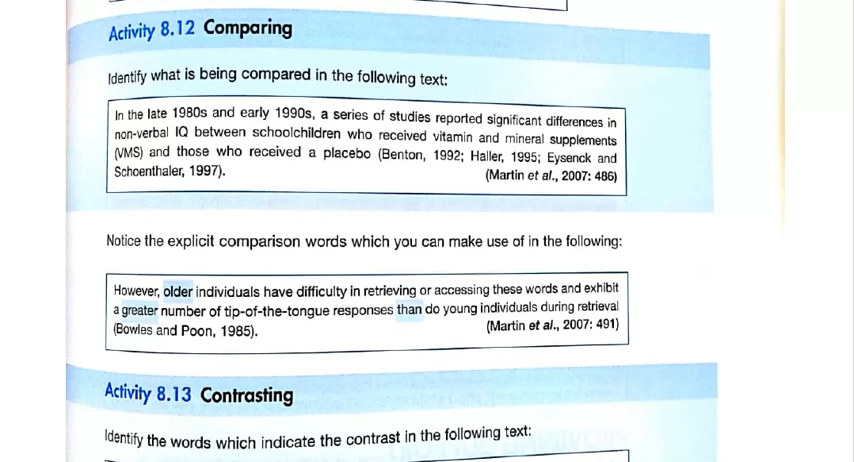 Activity 8.12 Comparing
Identify what is being compared in the following text:
In the late 1980s and early 1990s, a series of studies reported significant differences in
non-verbal IQ between schoolchildren who received vitamin and mineral supplements
(VMS) and those who received a placebo (Benton, 1992; Haller, 1995; Eysenck and
Schoenthaler, 1997).
(Martin et al., 2007: 486)
Notice the explicit comparison words which you can make use of in the following:
However, older individuals have difficulty in retrieving or accessing these words and exhibit
a greater number of tip-of-the-tongue responses than do young individuals during retrieval
(Bowles and Poon, 1985).
(Martin et al., 2007: 491)
Activity 8.13 Contrasting
Identify the words which indicate the contrast in the following text: